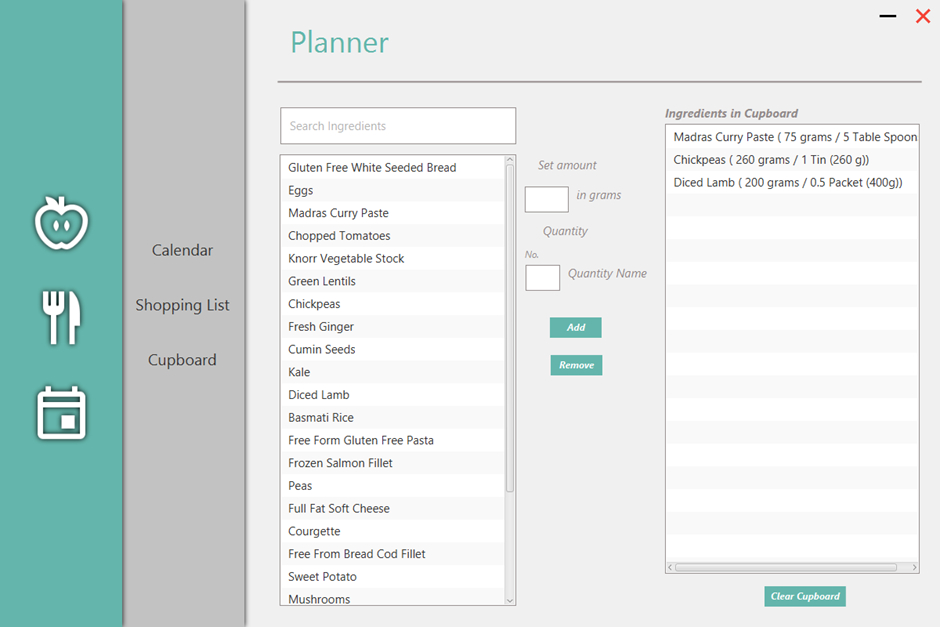 Planner
Calendar
Shopping List
Cupboard
Search Ingredients
Gluten Free White Seeded Bread
Eggs
Madras Curry Paste
Chopped Tomatoes
Knorr Vegetable Stock
Green Lentils
Chickpeas
Fresh Ginger
Cumin Seeds
Kale
Diced Lamb
Basmati Rice
Free Form Gluten Free Pasta
Frozen Salmon Fillet
Peas
Full Fat Soft Cheese
Courgette
Free From Bread Cod Fillet
Sweet Potato
Mushrooms
Set amount
in grams
Quantity
No.
Quantity Name
Add
Remove
Ingredients in Cupboard
Madras Curry Paste ( 75 grams / 5 Table Spoon
Chickpeas ( 260 grams / 1 Tin (260 g))
Diced Lamb ( 200 grams / 0.5 Packet (400g))
Clear Cupboard